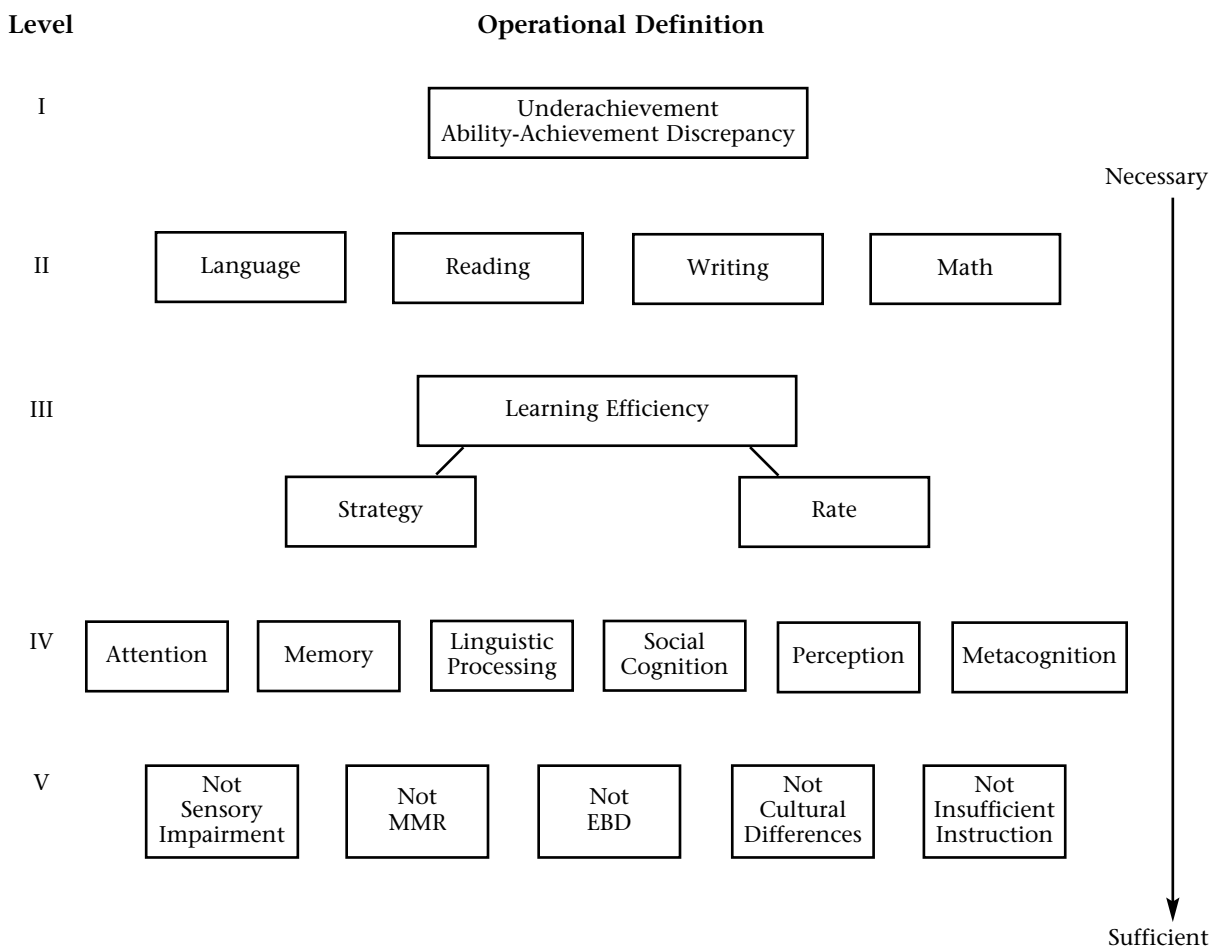 Level
Operational Definition
I
Underachievement
Ability-Achievement Discrepancy
Necessary
II
Language
Reading
Writing
Math
III
Learning Efficiency
Strategy
Rate
IV
Attention
Memory
Linguistic
Processing
Social
Cognition
Perception
Metacognition
V
Not
Sensory
Impairment
Not
MMR
Not
EBD
Not
Cultural
Differences
Not
Insufficient
Instruction
Sufficient